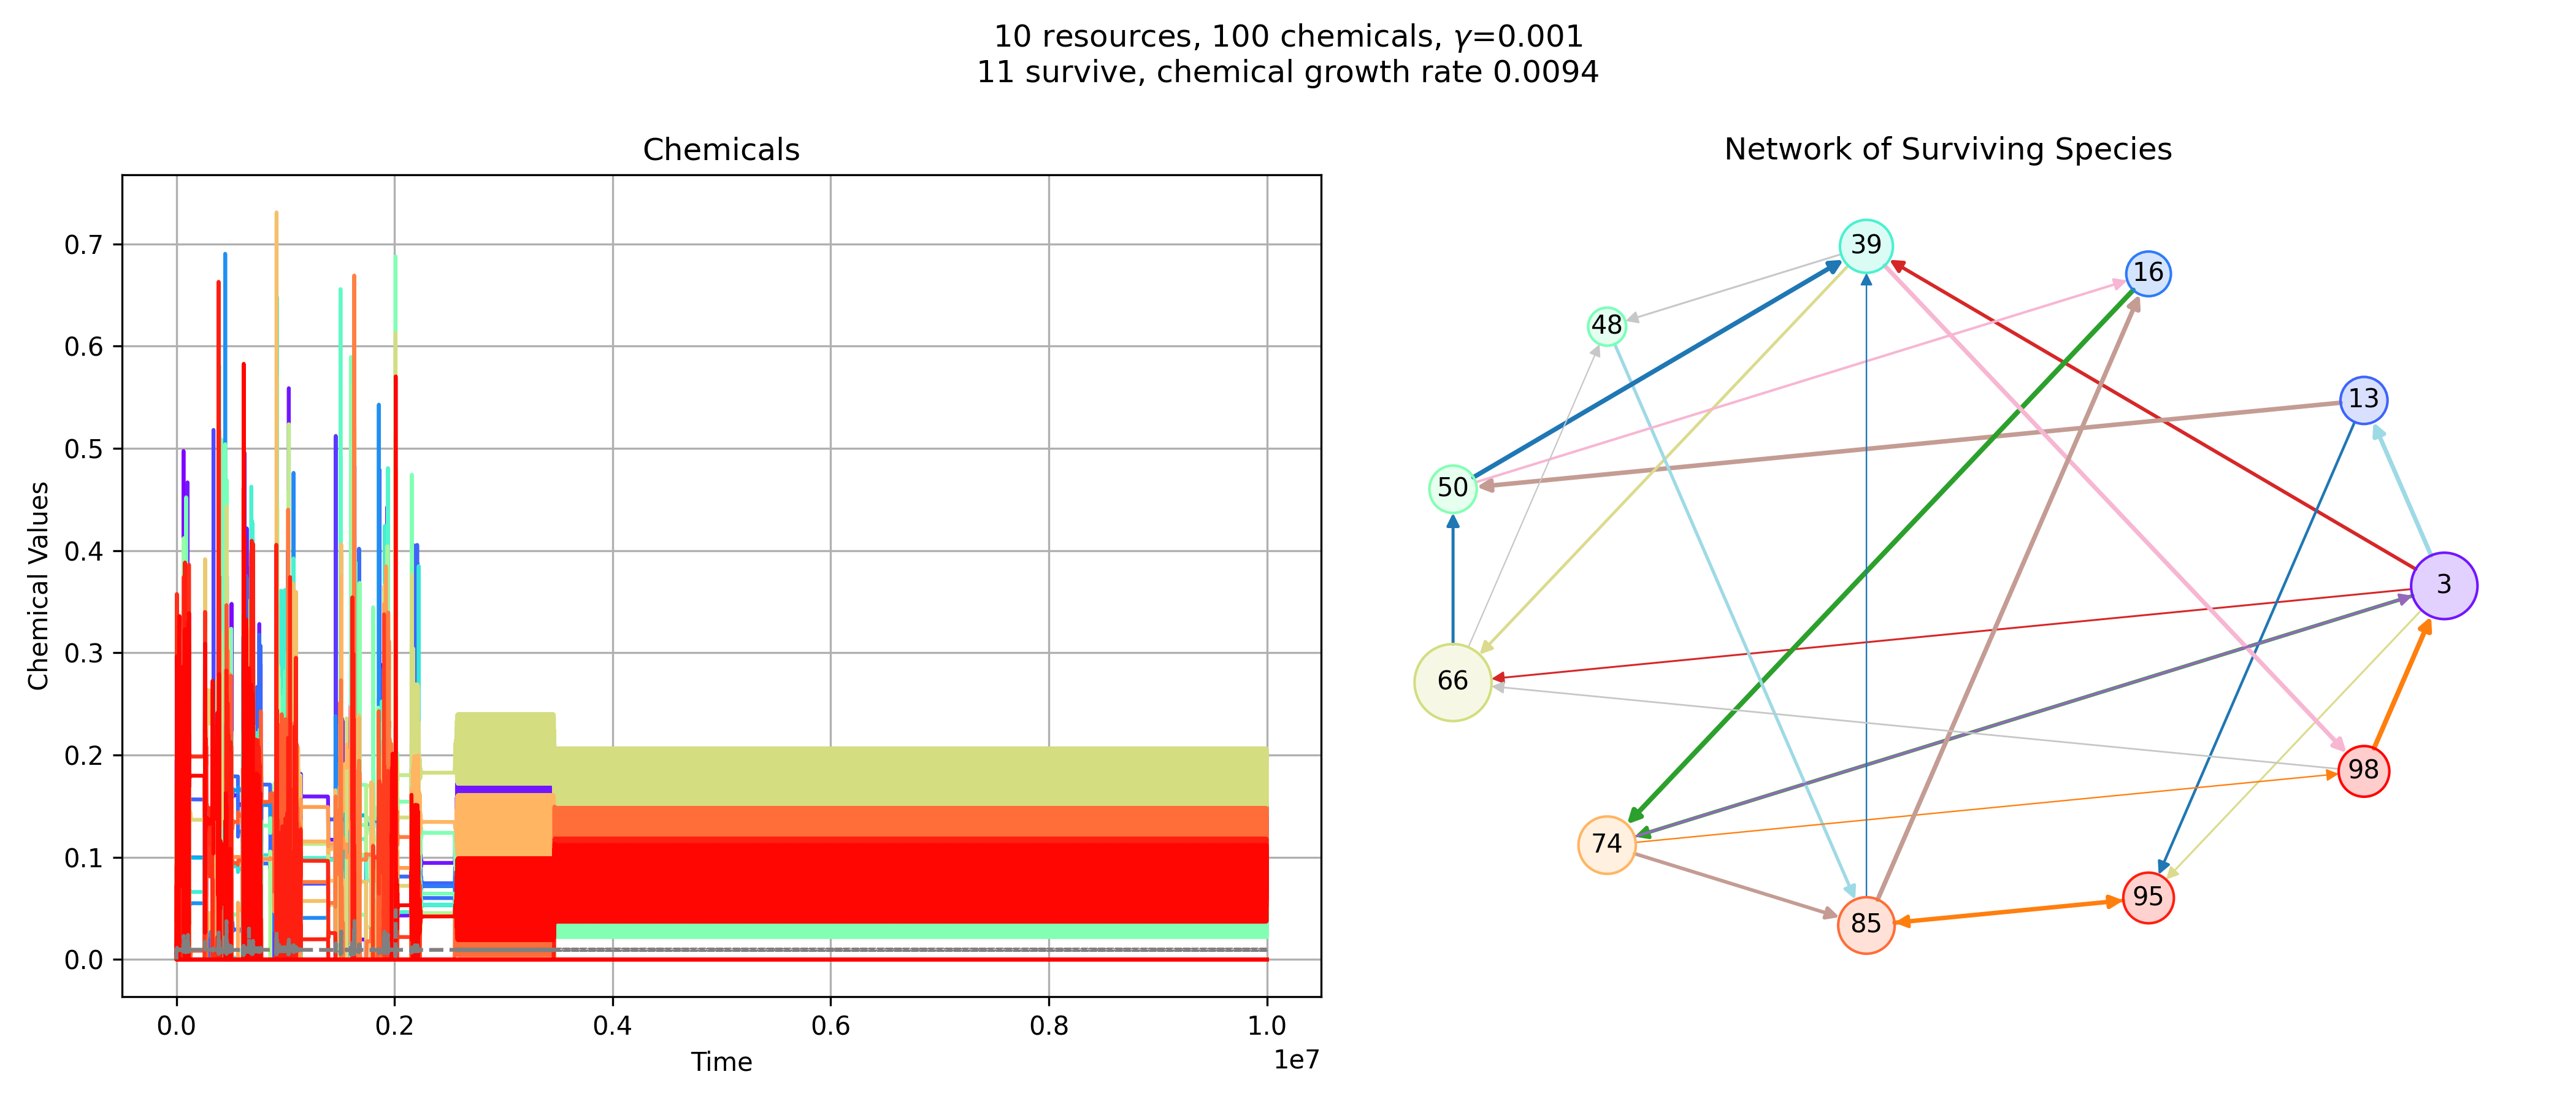 10 resources, 100 chemicals, γ=0.001
11 survive, chemical growth rate 0.0094
Chemicals
Chemical Values
0.7
0.6
0.5
0.4
0.3
0.2
0.1
0.0
0.0 0.2 0.4 0.6 0.8 1.0
1e7
Time
Network of Surviving Species
39
16
48
13
50
3
66
98
74
95
85